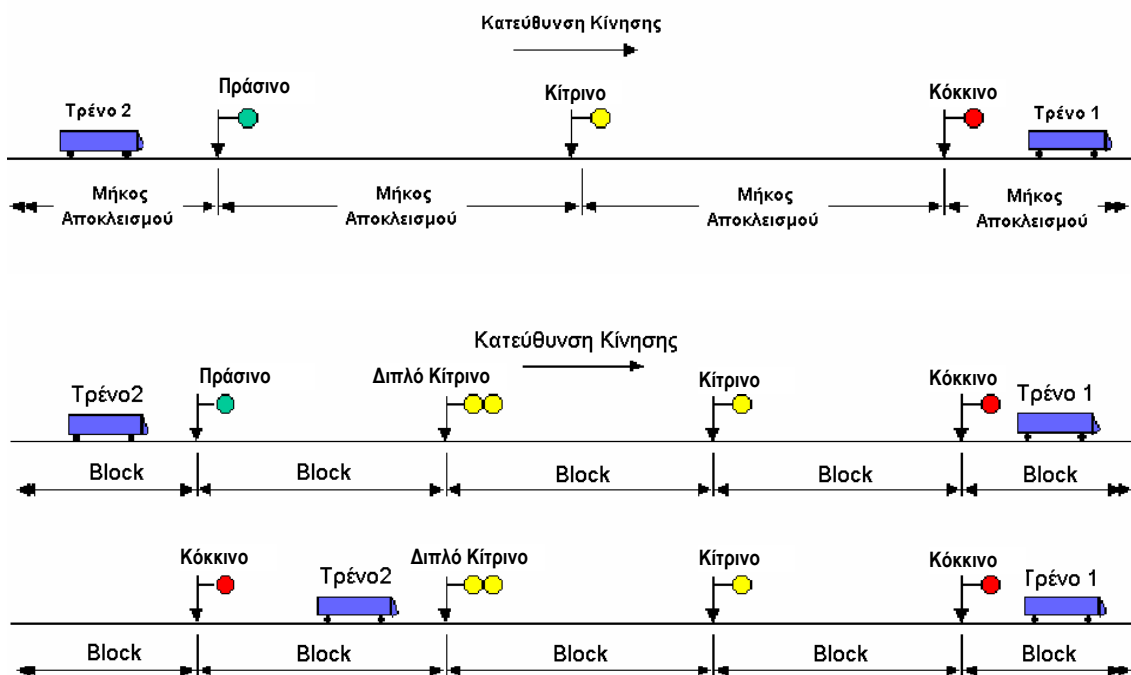 Κατεύθυνση Κίνησης
Πράσινο
Κίτρινο
Κόκκινο
Τρένο 2
Τρένο 1
Μήκος Αποκλεισμού
Μήκος Αποκλεισμού
Μήκος Αποκλεισμού
Μήκος Αποκλεισμού
Κατεύθυνση Κίνησης
Πράσινο
Διπλό Κίτρινο
Κίτρινο
Κόκκινο
Τρένο2
Τρένο 1
Block
Block
Block
Block
Block
Κόκκινο
Διπλό Κίτρινο
Κίτρινο
Κόκκινο
Τρένο2
Τρένο 1
Block
Block
Block
Block
Block